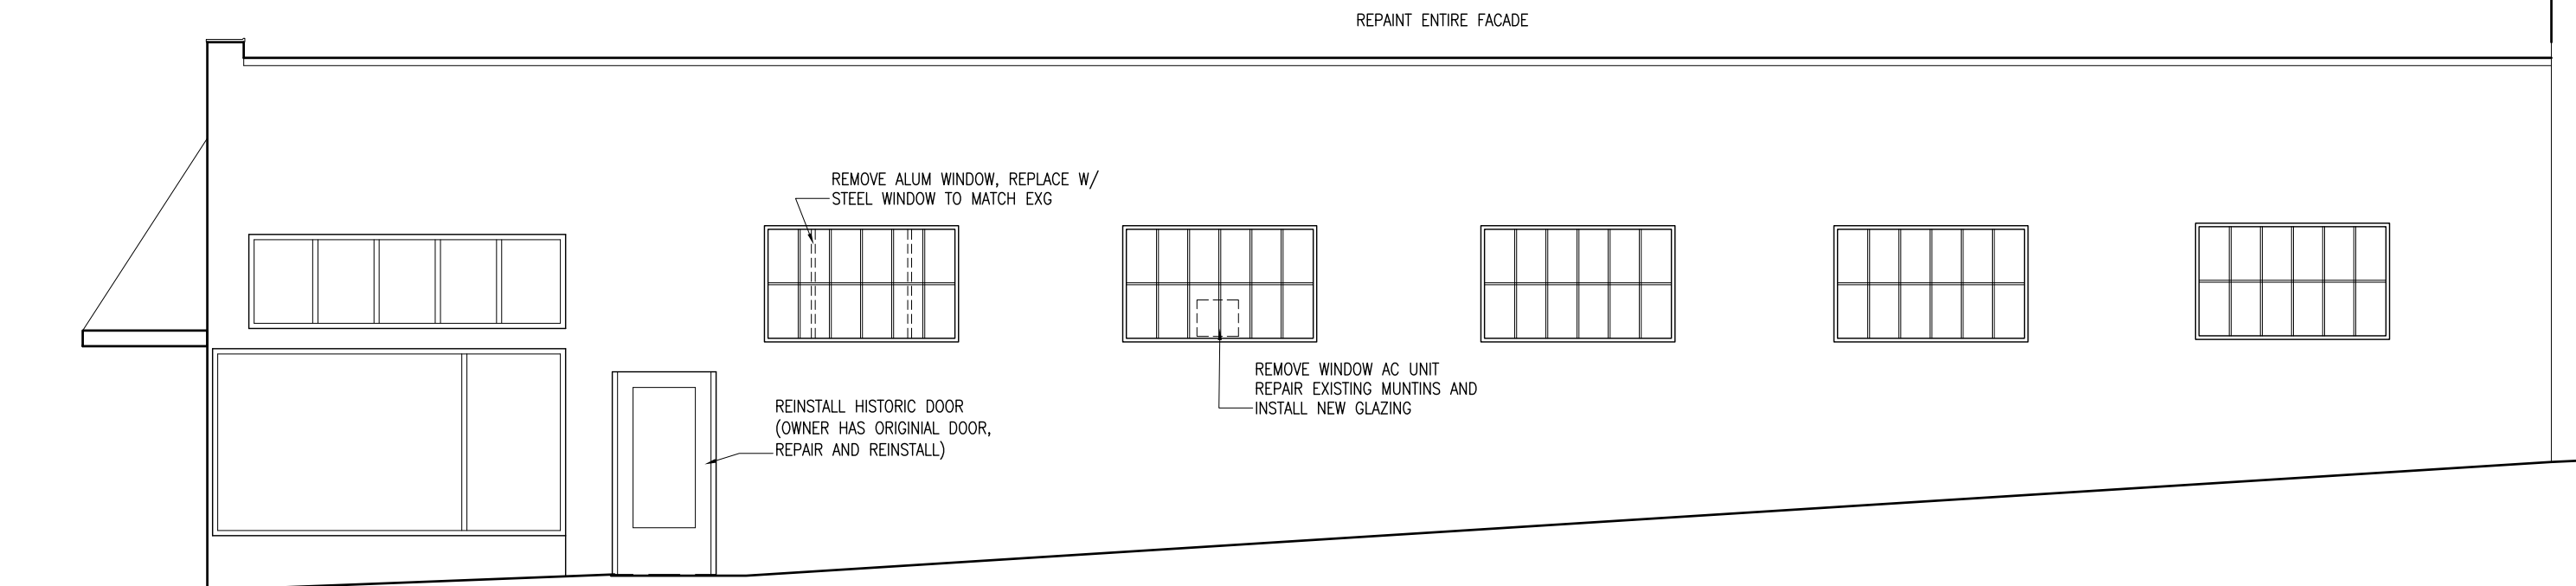 REPAINT ENTIRE FACADE
REMOVE ALUM WINDOW, REPLACE W/
STEEL WINDOW TO MATCH EXG
REMOVE WINDOW AC UNIT
REPAIR EXISTING MUNTINS AND
INSTALL NEW GLAZING
REINSTALL HISTORIC DOOR
(OWNER HAS ORIGINIAL DOOR,
REPAIR AND REINSTALL)